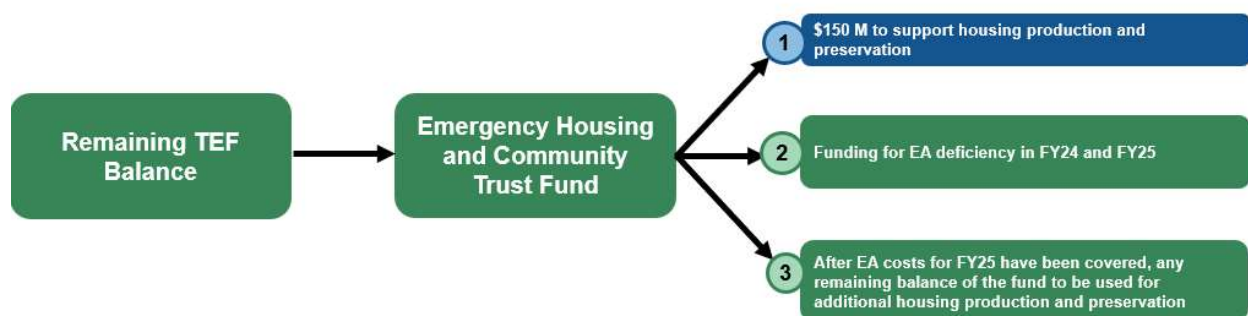 Remaining TEF
Balance
Emergency Housing
and Community
Trust Fund
1
$150 M to support housing production and
preservation
2
Funding for EA deficiency in FY24 and FY25
3
After EA costs for FY25 have been covered, any
remaining balance of the fund to be used for
additional housing production and preservation